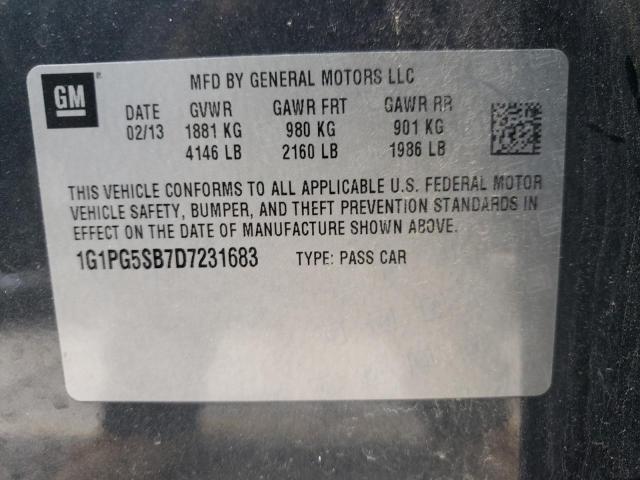 GM
MFD BY GENERAL MOTORS LLC
DATE GVWR GAWR FRT GAWR RR
02/13 1881 KG 980 KG 901 KG
4146 LB 2160 LB 1986 LB
THIS VEHICLE CONFORMS TO ALL APPLICABLE U.S. FEDERAL MOTOR
VEHICLE SAFETY, BUMPER, AND THEFT PREVENTION STANDARDS IN
EFFECT ON THE DATE OF MANUFACTURE SHOWN ABOVE.
1G1PG5SB7D7231683 TYPE: PASS CAR